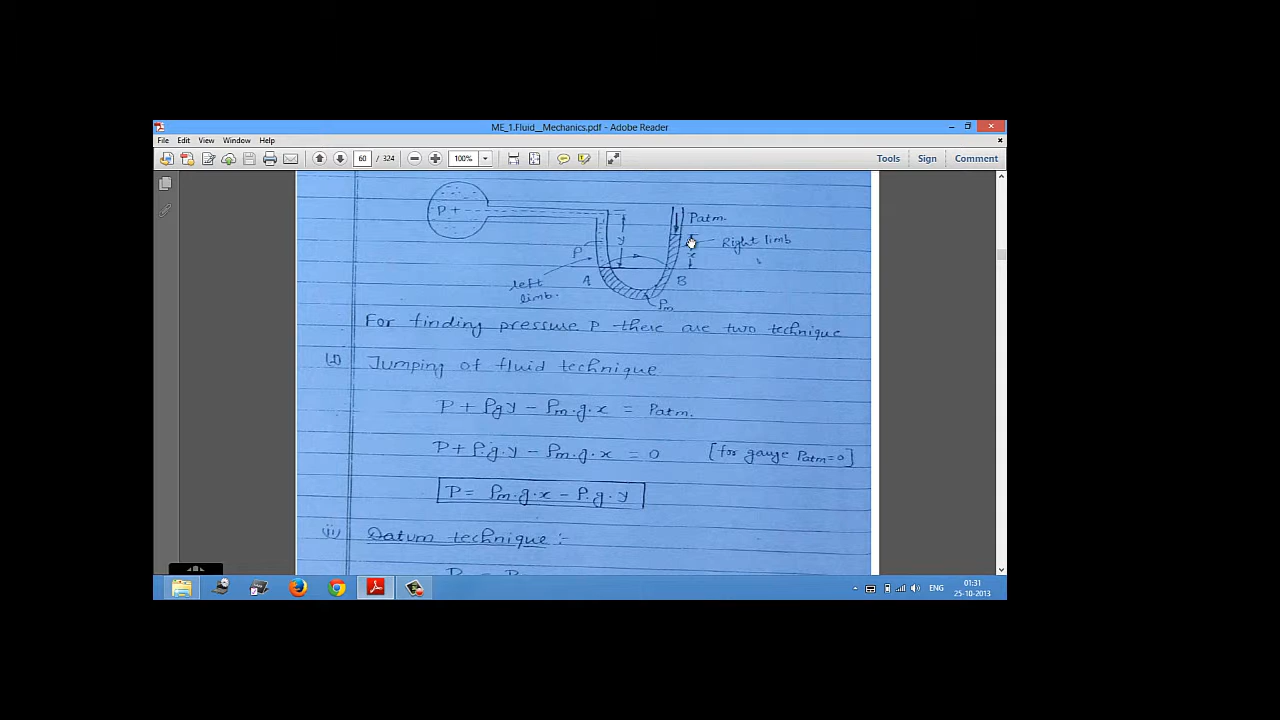 ME_1.Fluid__Mechanics.pdf - Adobe Reader
File Edit View Window Help
60 / 324 100% Tools Sign Comment
P+ Patm.
y Right limb
ρ x
left A B
limb. ρm
For finding pressure P there are two technique
(i) Jumping of fluid technique
P + ρgy - ρm.g.x = Patm.
P + ρ.g.y - ρm.g.x = 0 [for gauge Patm=0]
P = ρm.g.x - ρ.g.y
(ii) Datum technique :-
ENG 01:31
25-10-2013